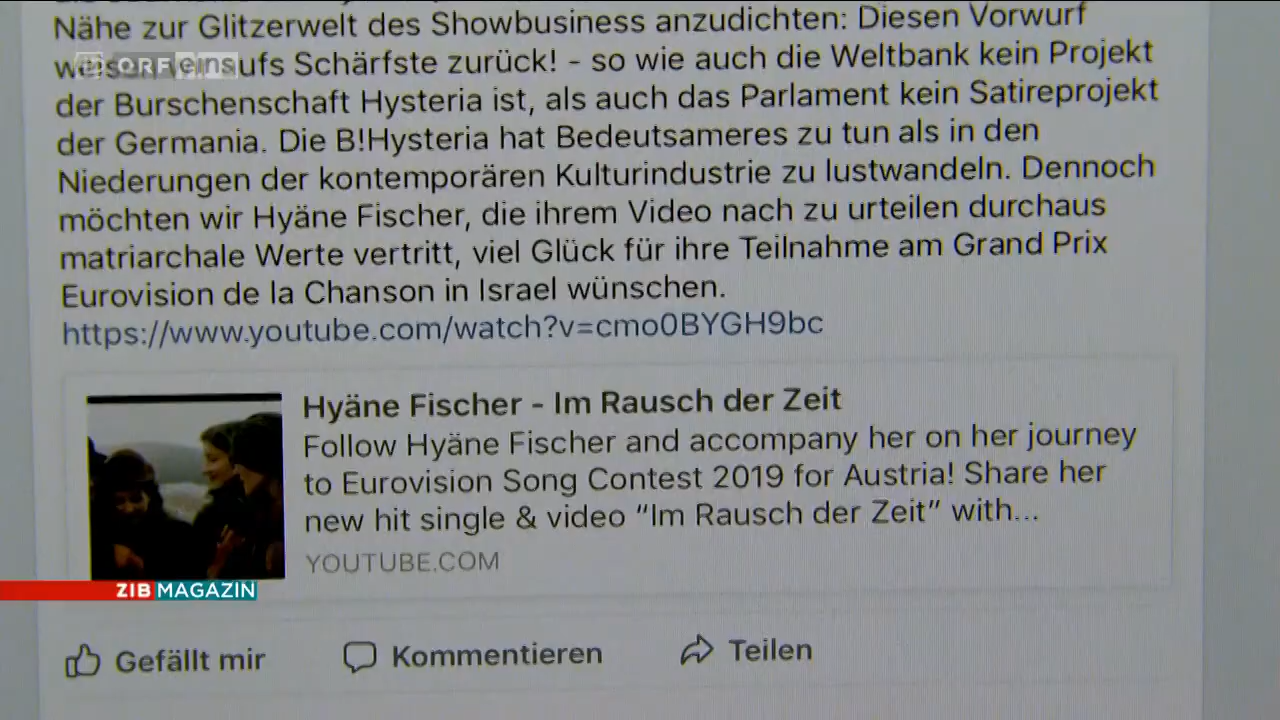 Nähe zur Glitzerwelt des Showbusiness anzudichten: Diesen Vorwurf
ufs Schärfste zurück! - so wie auch die Weltbank kein Projekt
ORF eins
der Burschenschaft Hysteria ist, als auch das Parlament kein Satireprojekt
der Germania. Die B!Hysteria hat Bedeutsameres zu tun als in den
Niederungen der kontemporären Kulturindustrie zu lustwandeln. Dennoch
möchten wir Hyäne Fischer, die ihrem Video nach zu urteilen durchaus
matriarchale Werte vertritt, viel Glück für ihre Teilnahme am Grand Prix
Eurovision de la Chanson in Israel wünschen.
https://www.youtube.com/watch?v=cmo0BYGH9bc
Hyäne Fischer - Im Rausch der Zeit
Follow Hyäne Fischer and accompany her on her journey
to Eurovision Song Contest 2019 for Austria! Share her
new hit single & video “Im Rausch der Zeit” with...
YOUTUBE.COM
ZIB MAGAZIN
Gefällt mir
Kommentieren
Teilen